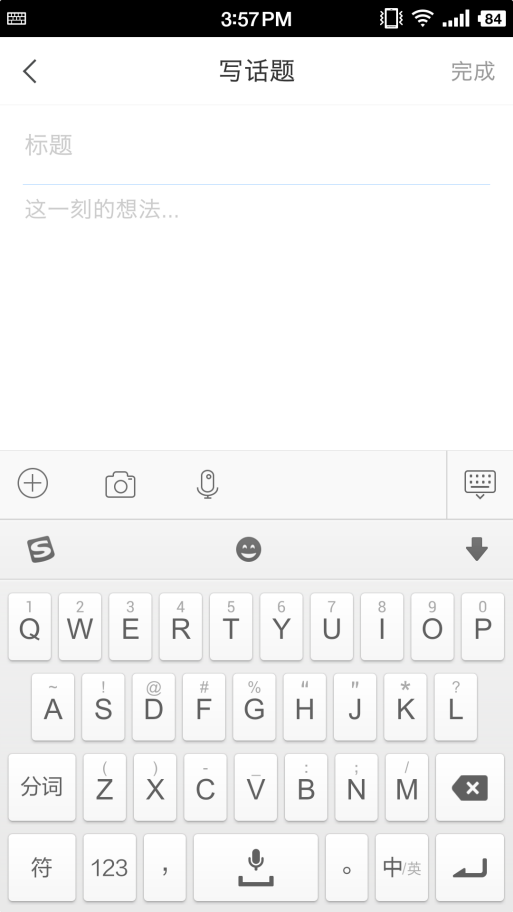 3:57PM
84
写话题
完成
标题
这一刻的想法...
1 2 3 4 5 6 7 8 9 0
Q W E R T Y U I O P
~ ! @ # % “ " * ?
A S D F G H J K L
( ) - _ : ; /
分词 Z X C V B N M
符 123 ， 。 中/英